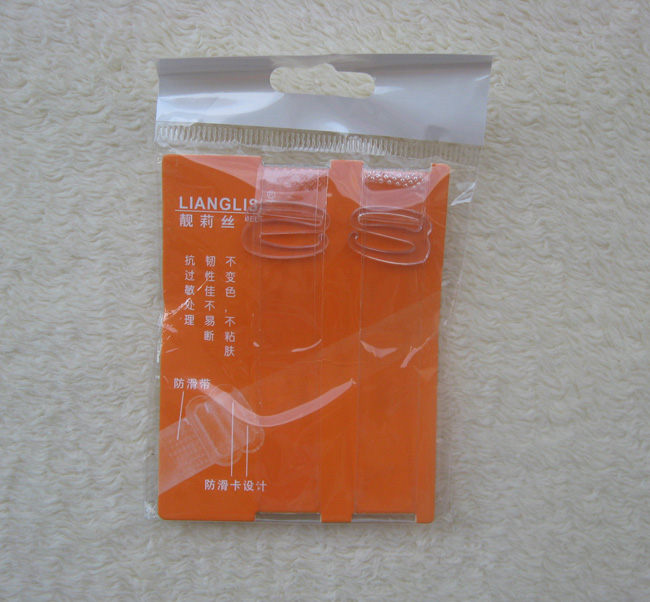 LIANGLIS
靓莉丝
不变色、不粘肤
韧性佳不易断
抗过敏处理
防滑带
防滑卡设计